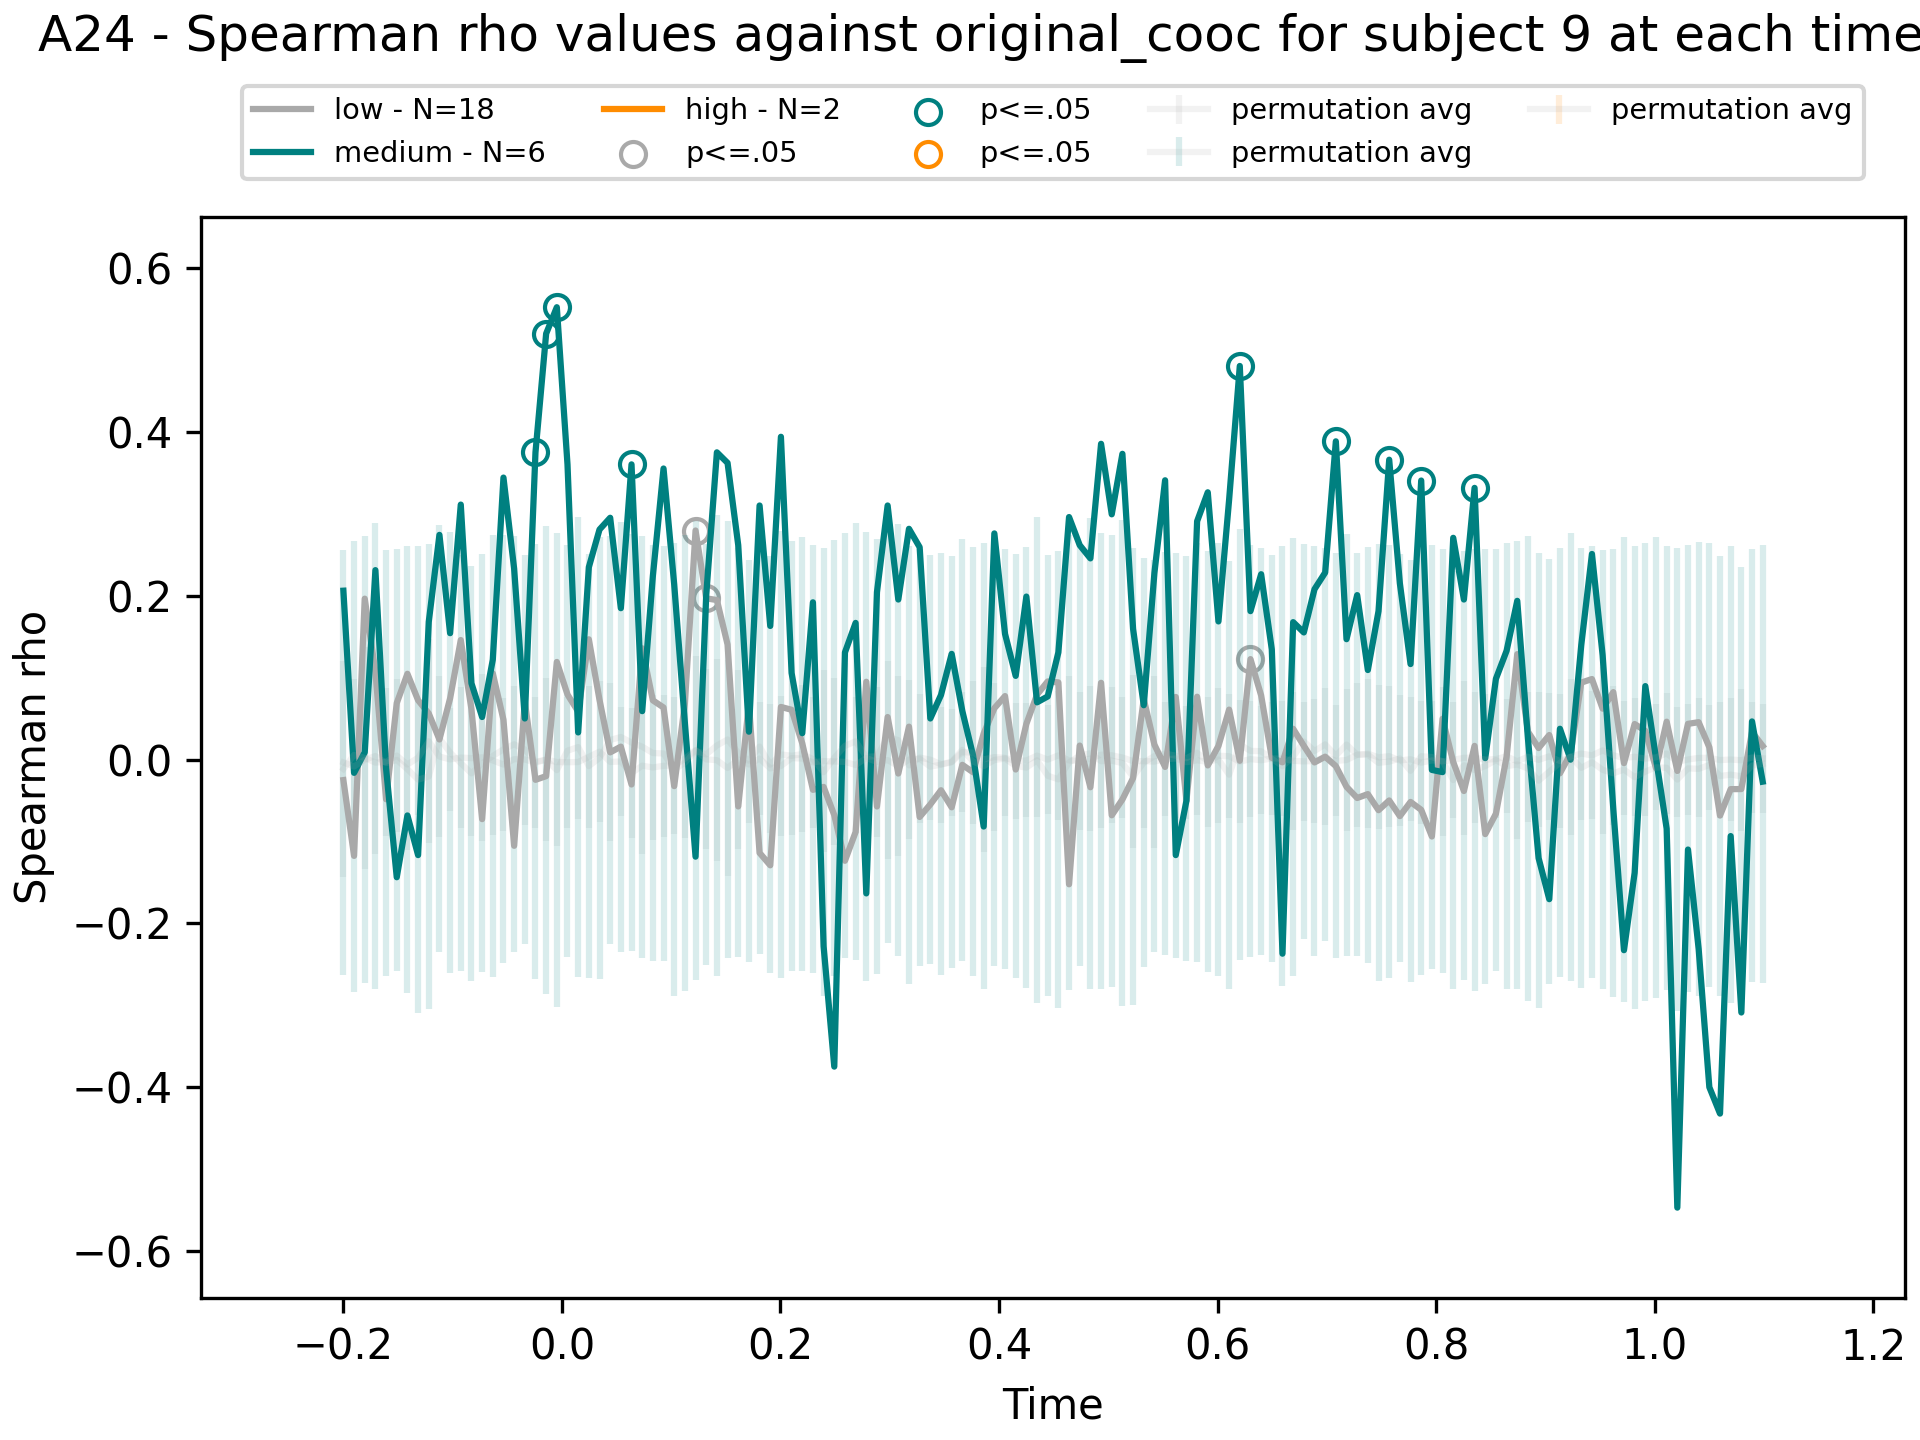 A24 - Spearman rho values against original_cooc for subject 9 at each time
low - N=18
medium - N=6
high - N=2
p<=.05
p<=.05
p<=.05
permutation avg
permutation avg
permutation avg
Spearman rho
0.6
0.4
0.2
0.0
−0.2
−0.4
−0.6
−0.2 0.0 0.2 0.4 0.6 0.8 1.0 1.2
Time